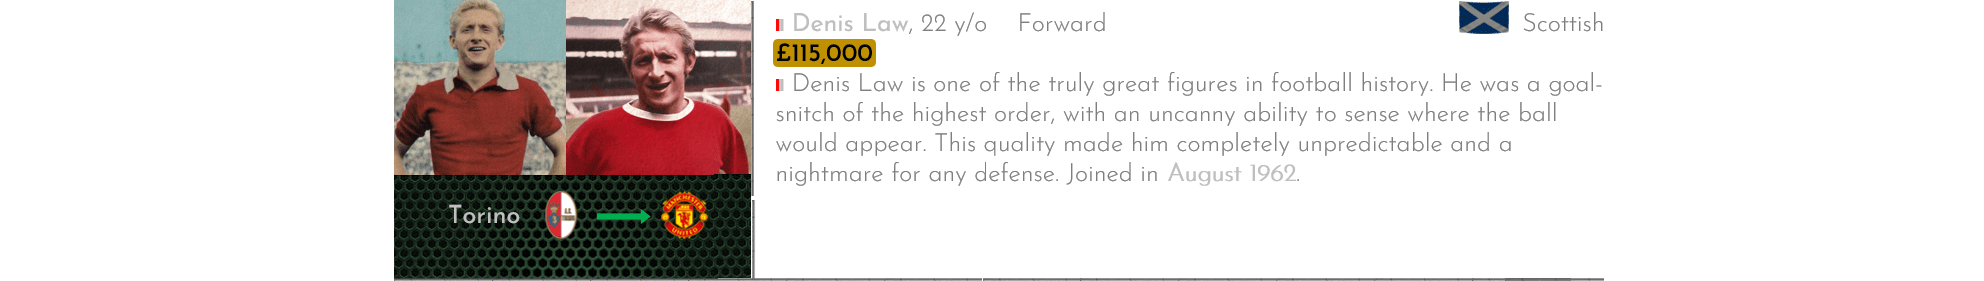 Denis Law, 22 y/o Forward Scottish
£115,000
Denis Law is one of the truly great figures in football history. He was a goal-
snitch of the highest order, with an uncanny ability to sense where the ball
would appear. This quality made him completely unpredictable and a
nightmare for any defense. Joined in August 1962.
Torino
MANCHESTER
UNITED